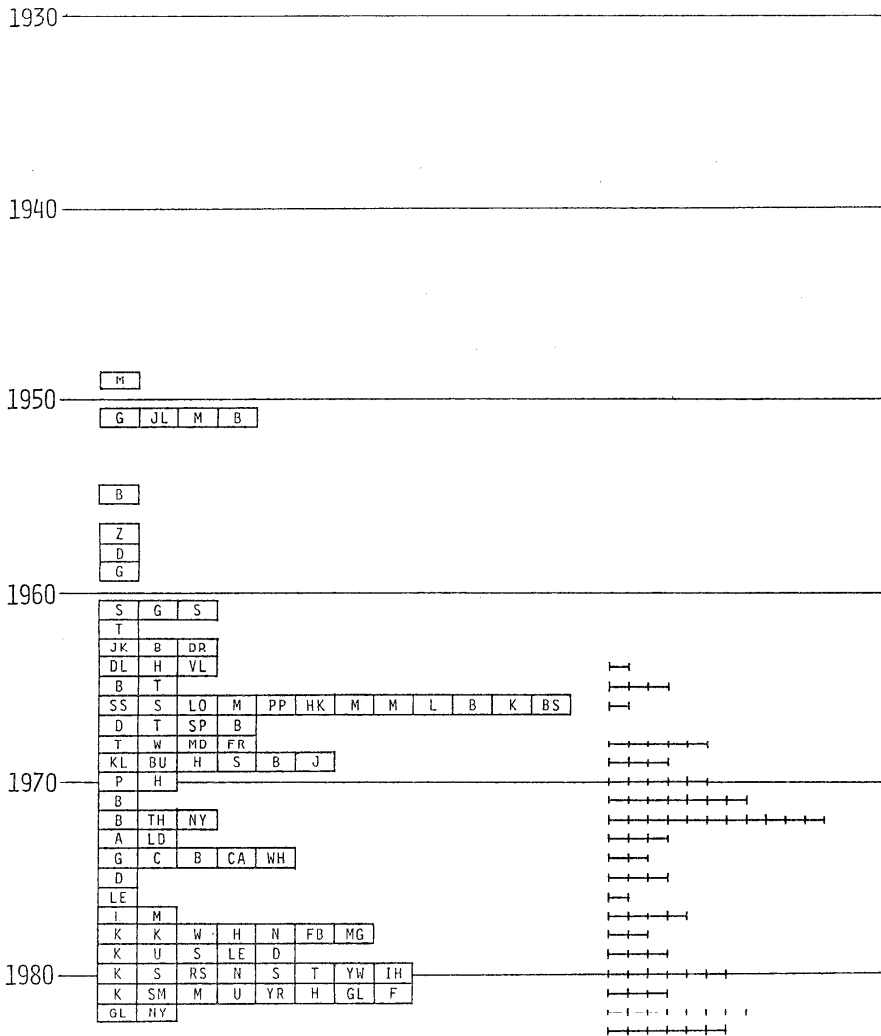 1930
1940
M
1950
G JL M B
B
Z
D
G
1960
S G S
T
JK B DR
DL H VL
B T
SS S LO M PP HK M M L B K BS
D T SP B
T W MD FR
KL BU H S B J
1970 P H
B
B TH NY
A LD
G C B CA WH
D
LE
I M
K K W H N FB MG
K U S LE D
1980 K S RS N S T YW IH
K SM M U YR H GL F
GL NY